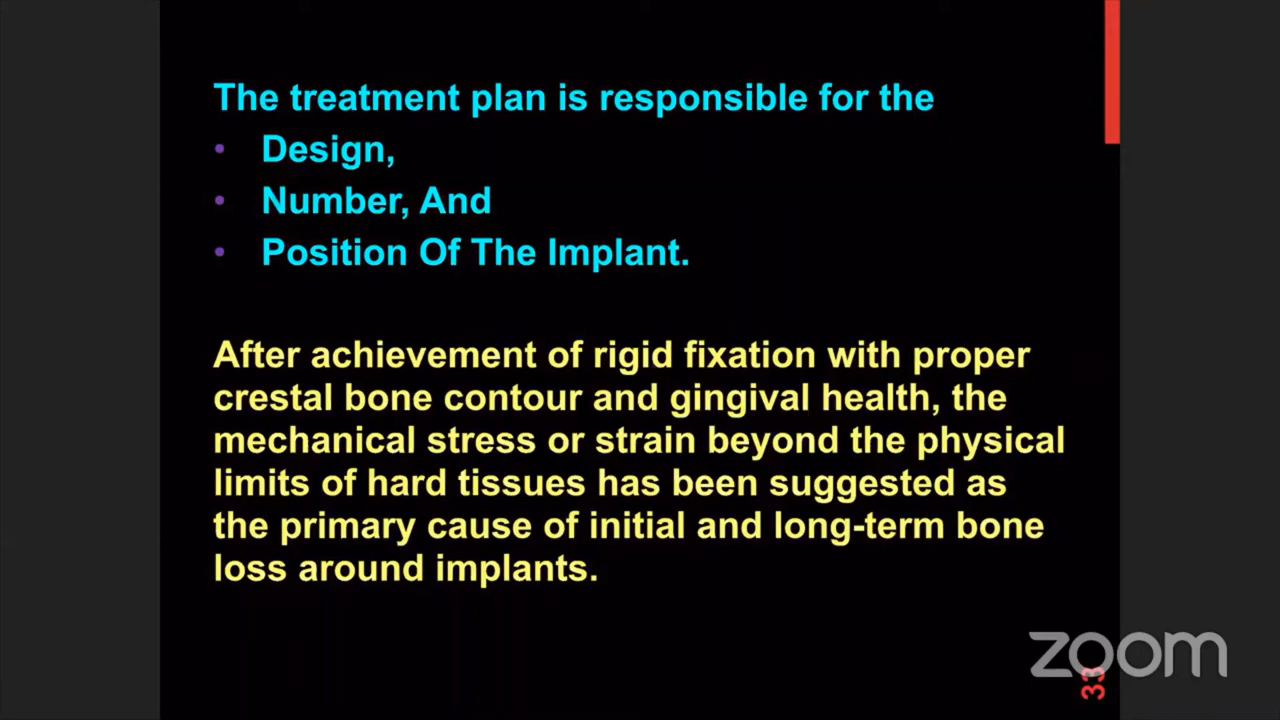 The treatment plan is responsible for the
• Design,
• Number, And
• Position Of The Implant.
After achievement of rigid fixation with proper
crestal bone contour and gingival health, the
mechanical stress or strain beyond the physical
limits of hard tissues has been suggested as
the primary cause of initial and long-term bone
loss around implants.
zoom
33